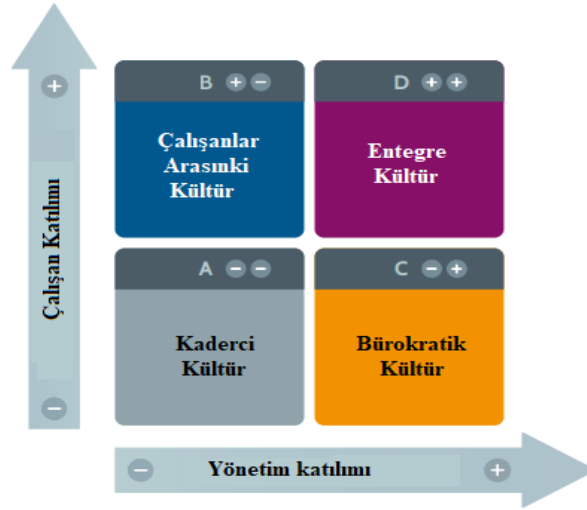 +
B + −
Çalışanlar
Arasınki
Kültür
D + +
Entegre
Kültür
Çalışan Katılımı
A − −
Kaderci
Kültür
C − +
Bürokratik
Kültür
−
− Yönetim katılımı +